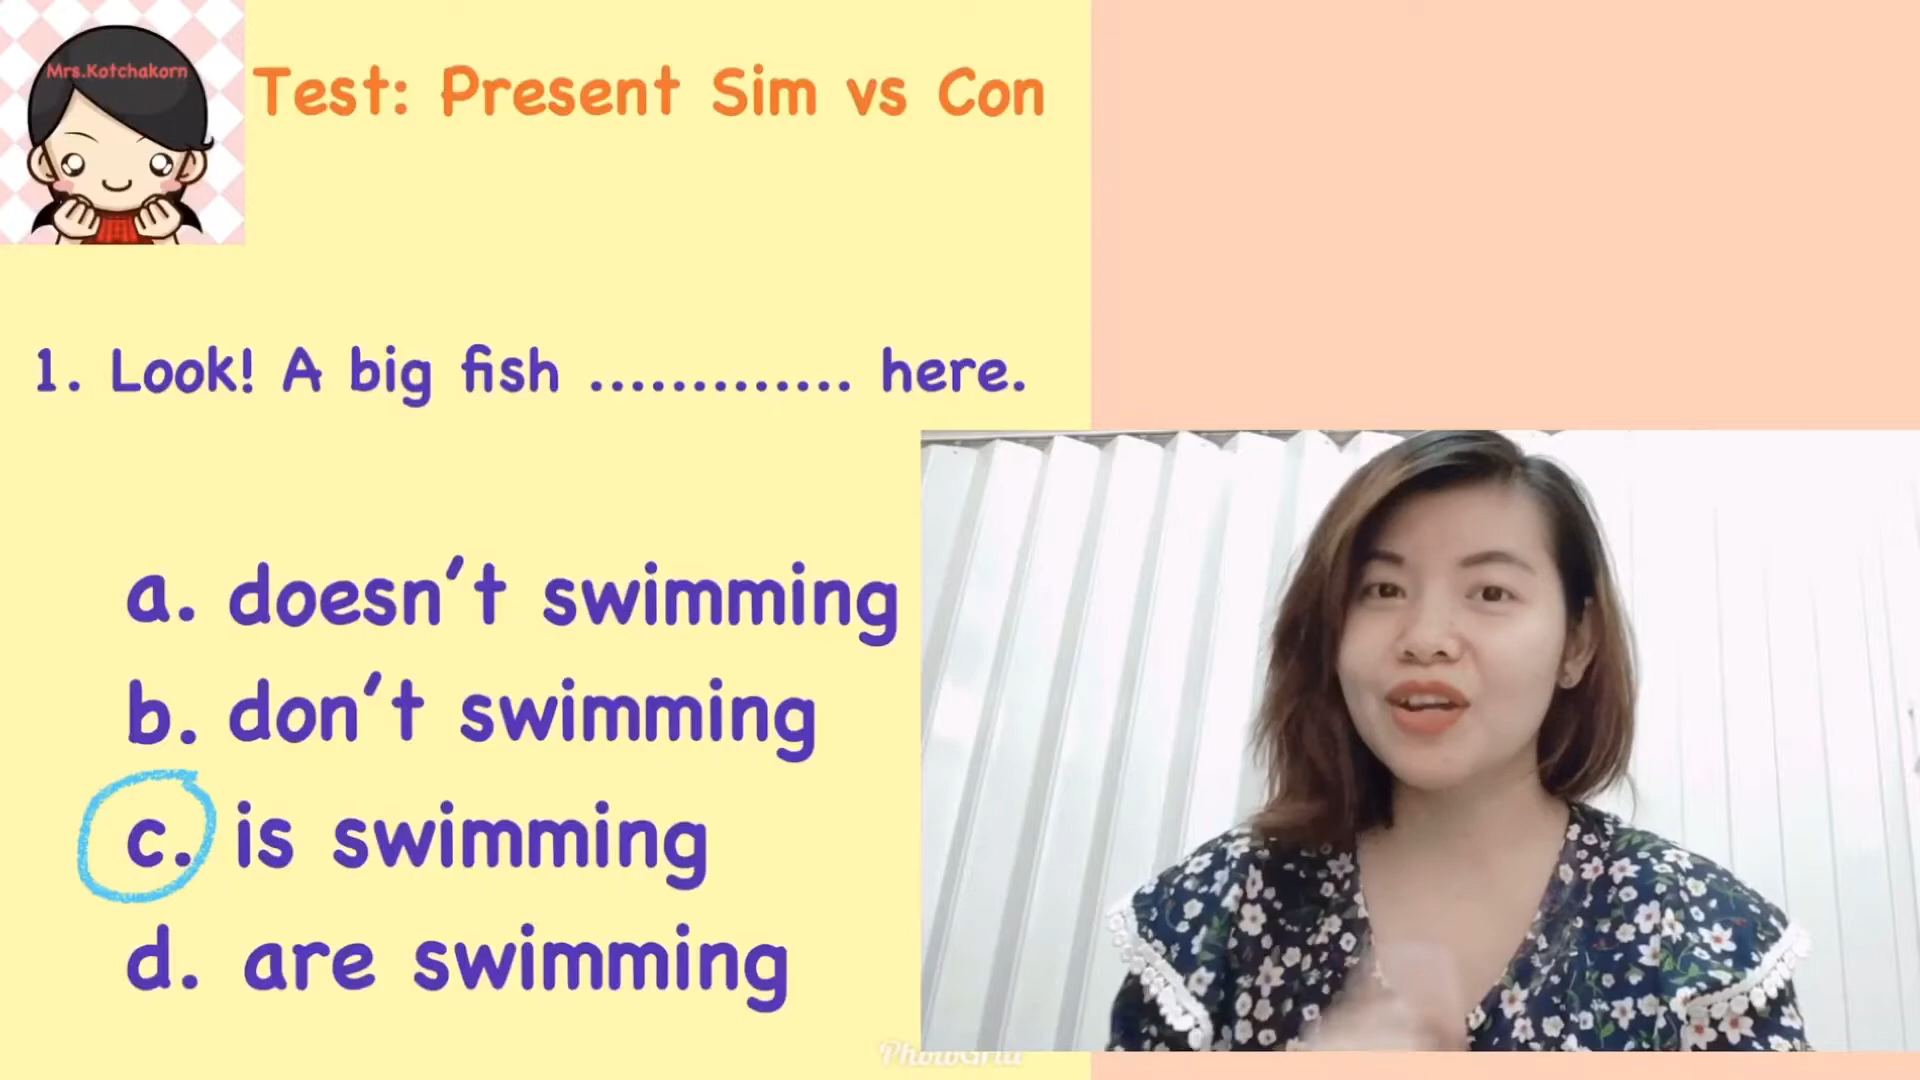 Mrs.Kotchakorn
Test: Present Sim vs Con
1. Look! A big fish ............. here.
a. doesn't swimming
b. don't swimming
c. is swimming
d. are swimming
PhotoGrid